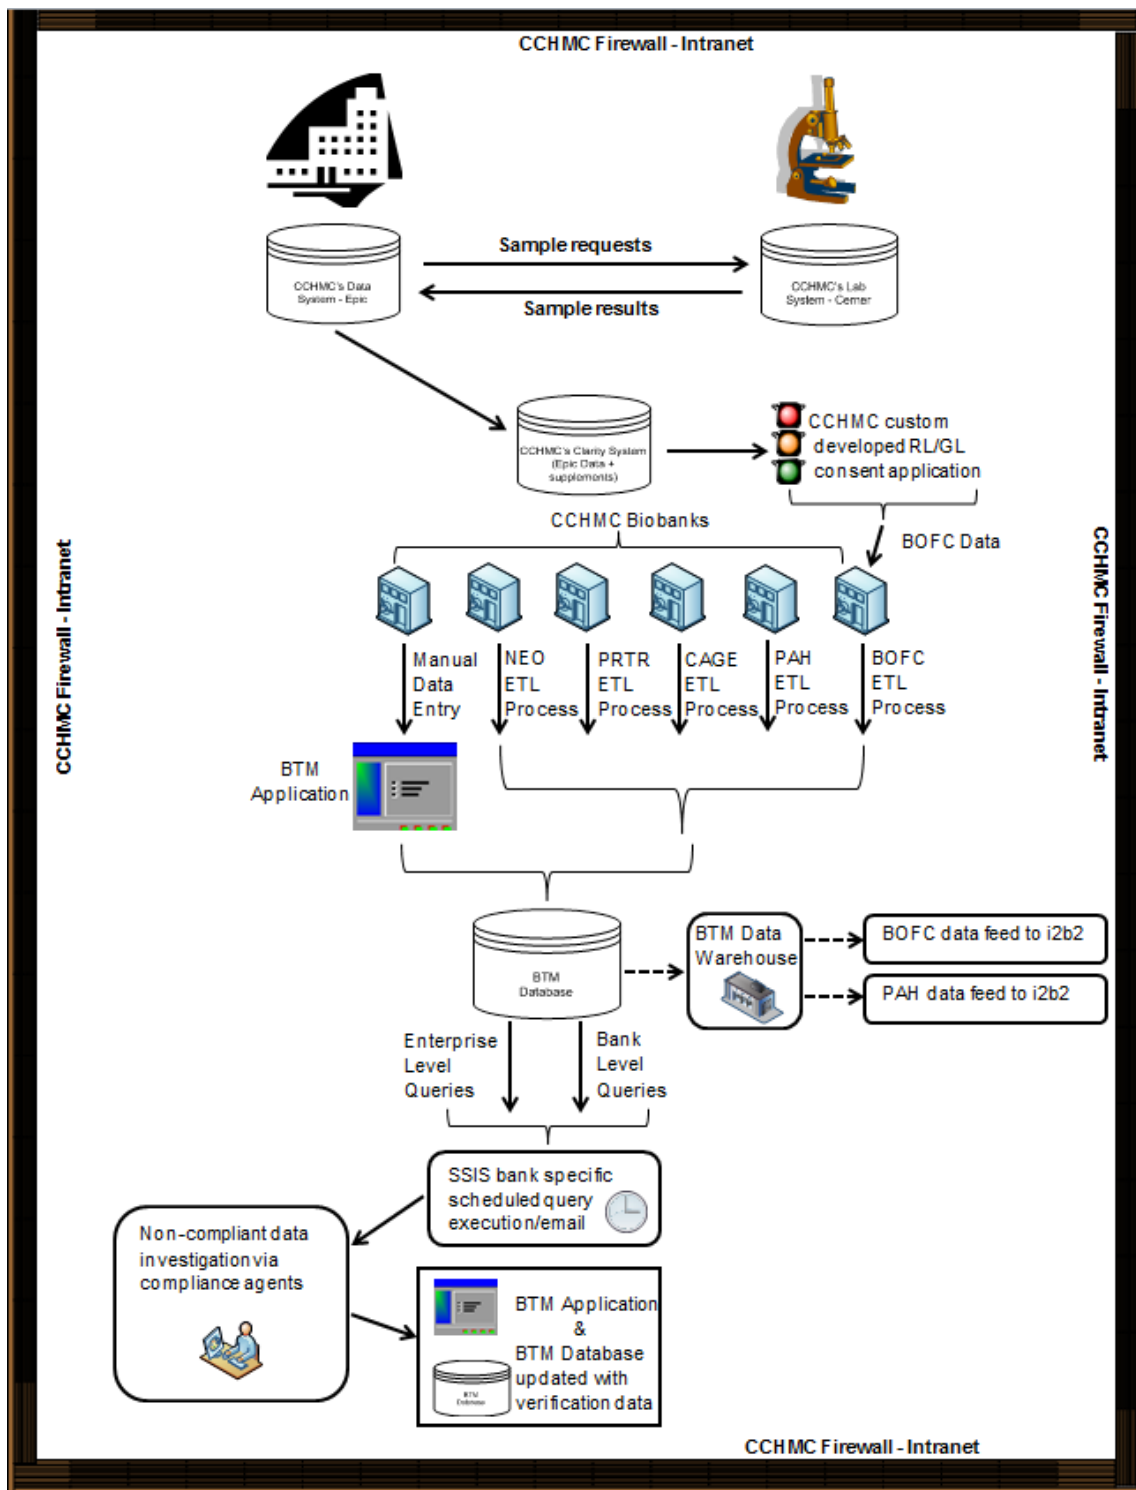 CCHMC Firewall - Intranet
Sample requests
CCHMC's Data
System - Epic
CCHMC's Lab
System - Cerner
Sample results
CCHMC's Clarity System
(Epic Data +
supplements)
CCHMC custom
developed RL/GL
consent application
CCHMC Biobanks
BOFC Data
CCHMC Firewall - Intranet
CCHMC Firewall - Intranet
Manual
Data
Entry
NEO
ETL
Process
PRTR
ETL
Process
CAGE
ETL
Process
PAH
ETL
Process
BOFC
ETL
Process
BTM
Application
BTM
Database
BTM Data
Warehouse
BOFC data feed to i2b2
PAH data feed to i2b2
Enterprise
Level
Queries
Bank
Level
Queries
SSIS bank specific
scheduled query
execution/email
Non-compliant data
investigation via
compliance agents
BTM Application
&
BTM Database
updated with
verification data
BTM
Database
CCHMC Firewall - Intranet